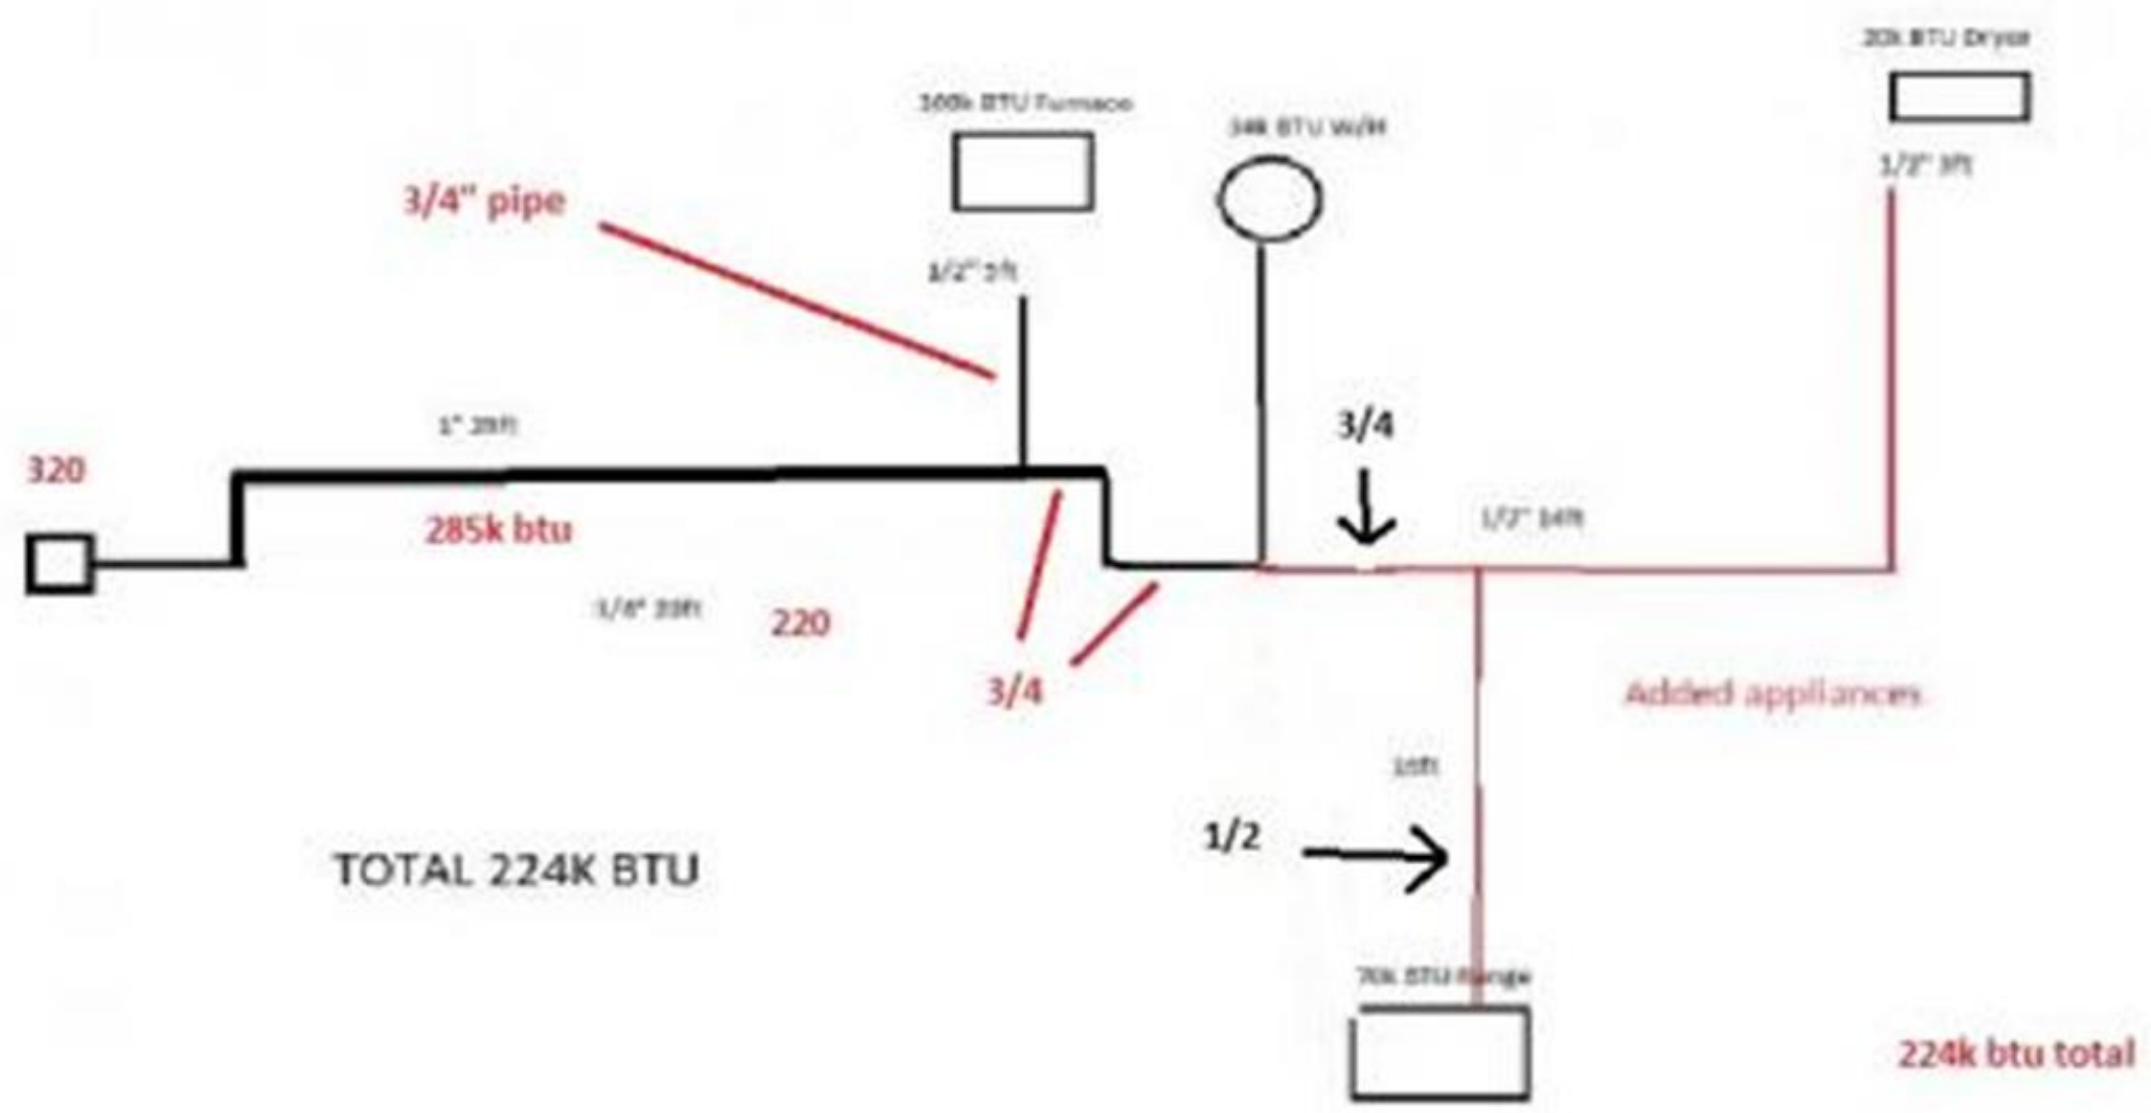 20k BTU Dryer
100k BTU Furnace
34k BTU W/H
1/2" 3ft
3/4" pipe
1/2" 5ft
3/4
1"
320
1/2" 14ft
285k btu
220
3/4
Added appliances
1/2
TOTAL 224K BTU
70k BTU Range
224k btu total